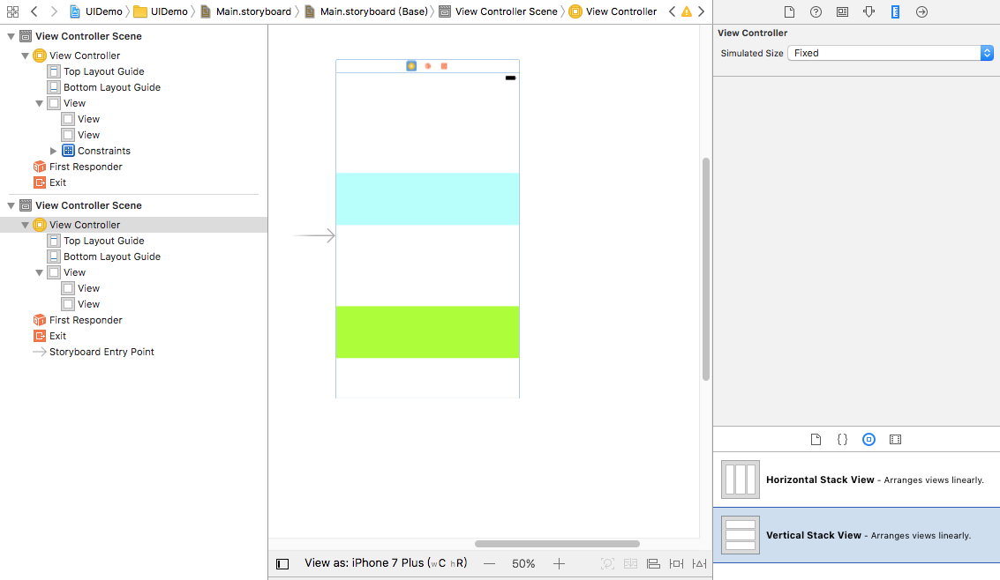 UIDemo UIDemo Main.storyboard Main.storyboard (Base) View Controller Scene View Controller
View Controller Scene
View Controller
Top Layout Guide
Bottom Layout Guide
View
View
View
Constraints
First Responder
Exit
View Controller Scene
View Controller
Top Layout Guide
Bottom Layout Guide
View
View
View
First Responder
Exit
Storyboard Entry Point
View as: iPhone 7 Plus (wC hR) — 50% +
View Controller
Simulated Size Fixed
{}
Horizontal Stack View - Arranges views linearly.
Vertical Stack View - Arranges views linearly.